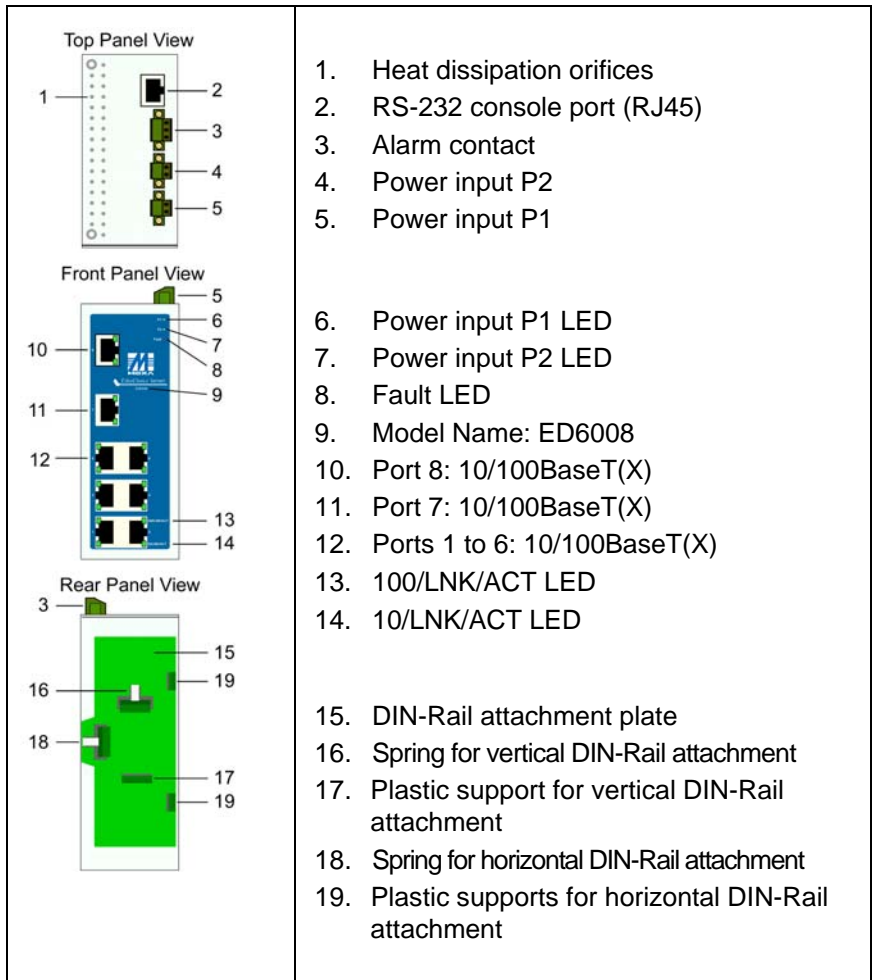 Top Panel View
1
2
3
4
5
Front Panel View
5
6
7
8
9
10
11
12
13
14
MOXA
Rear Panel View
3
15
19
16
18
17
19
1. Heat dissipation orifices
2. RS-232 console port (RJ45)
3. Alarm contact
4. Power input P2
5. Power input P1
6. Power input P1 LED
7. Power input P2 LED
8. Fault LED
9. Model Name: ED6008
10. Port 8: 10/100BaseT(X)
11. Port 7: 10/100BaseT(X)
12. Ports 1 to 6: 10/100BaseT(X)
13. 100/LNK/ACT LED
14. 10/LNK/ACT LED
15. DIN-Rail attachment plate
16. Spring for vertical DIN-Rail attachment
17. Plastic support for vertical DIN-Rail
attachment
18. Spring for horizontal DIN-Rail attachment
19. Plastic supports for horizontal DIN-Rail
attachment